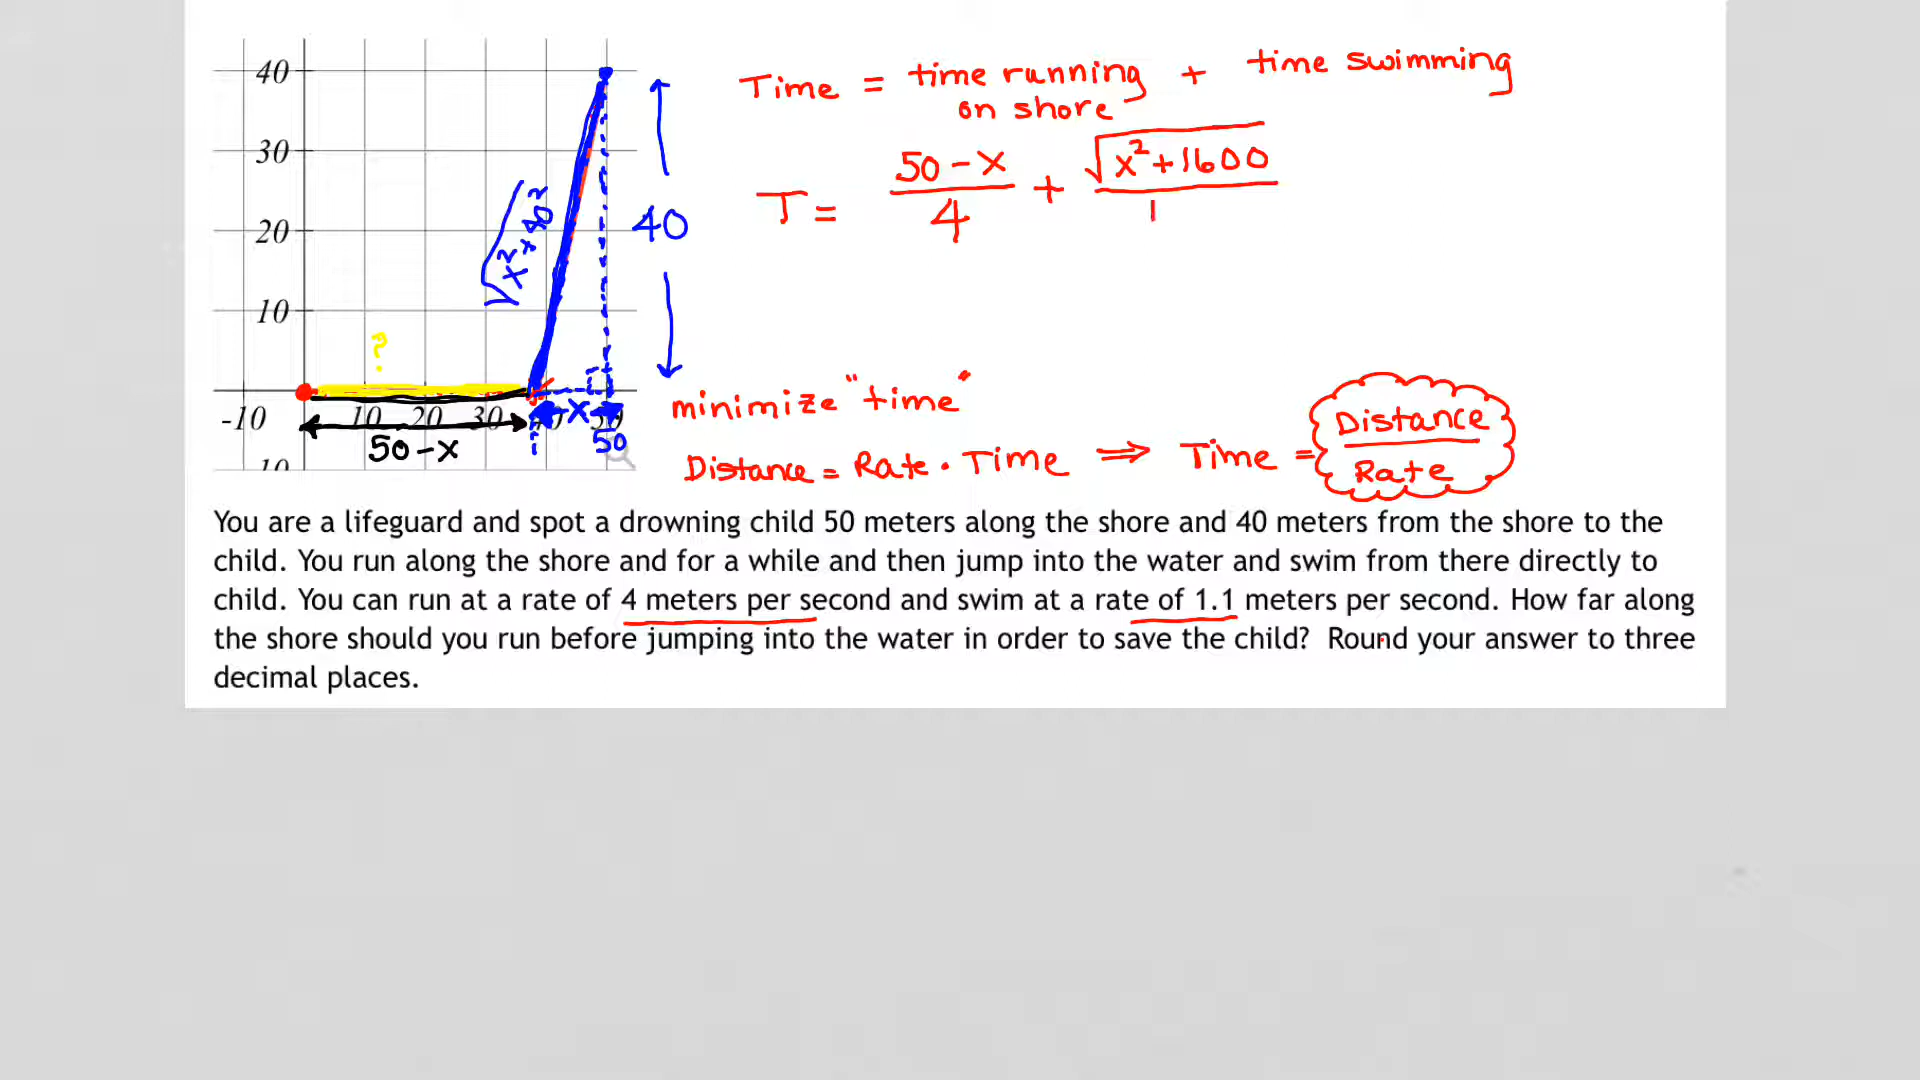 Time = time running + time swimming
on shore
T = 50-x / 4 + √x²+1600 / 1
40
30
20
10
-10 10 20 30 40 50
10
√x²+40²
40
?
x
50
50-x
minimize "time"
Distance = Rate • Time ⇒ Time = Distance / Rate
You are a lifeguard and spot a drowning child 50 meters along the shore and 40 meters from the shore to the
child. You run along the shore and for a while and then jump into the water and swim from there directly to
child. You can run at a rate of 4 meters per second and swim at a rate of 1.1 meters per second. How far along
the shore should you run before jumping into the water in order to save the child? Round your answer to three
decimal places.